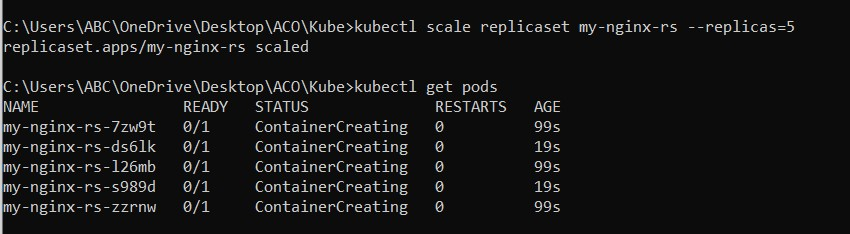 C:\Users\ABC\OneDrive\Desktop\ACO\Kube>kubectl scale replicaset my-nginx-rs --replicas=5
replicaset.apps/my-nginx-rs scaled
C:\Users\ABC\OneDrive\Desktop\ACO\Kube>kubectl get pods
NAME READY STATUS RESTARTS AGE
my-nginx-rs-7zw9t 0/1 ContainerCreating 0 99s
my-nginx-rs-ds6lk 0/1 ContainerCreating 0 19s
my-nginx-rs-l26mb 0/1 ContainerCreating 0 99s
my-nginx-rs-s989d 0/1 ContainerCreating 0 19s
my-nginx-rs-zzrnw 0/1 ContainerCreating 0 99s